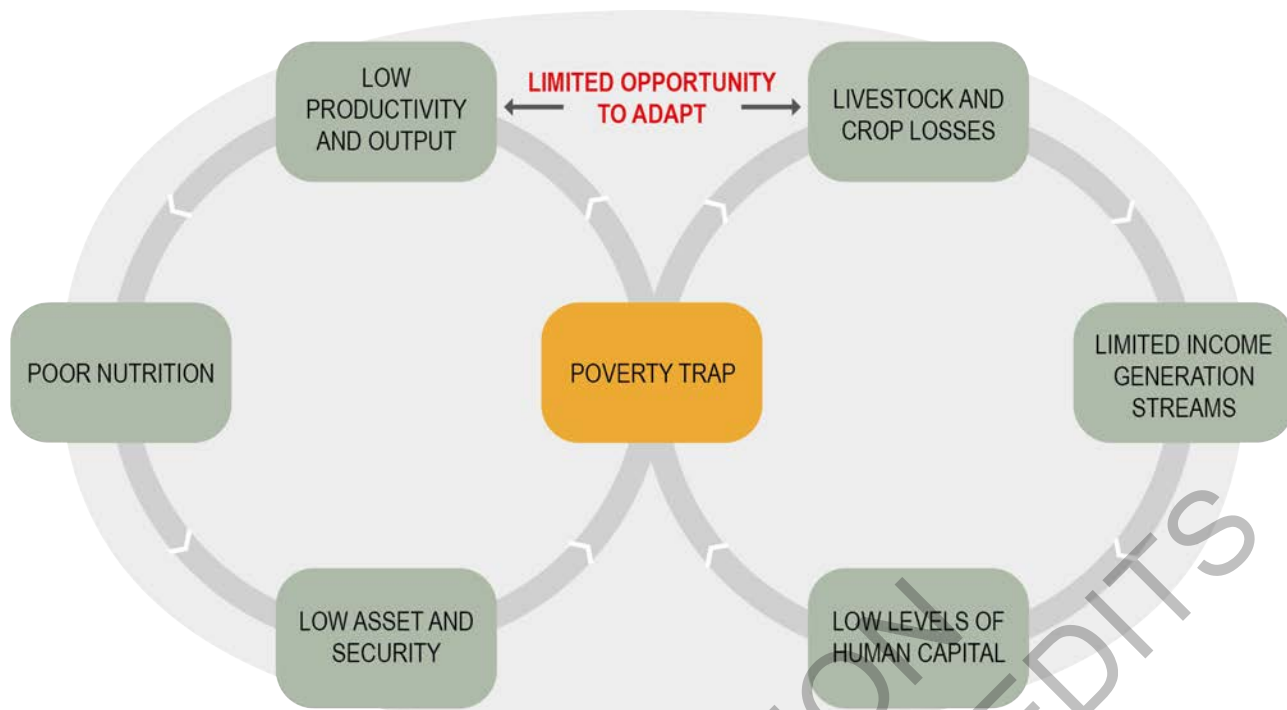 LOW
PRODUCTIVITY
AND OUTPUT
LIMITED OPPORTUNITY
TO ADAPT
LIVESTOCK AND
CROP LOSSES
POOR NUTRITION
POVERTY TRAP
LIMITED INCOME
GENERATION
STREAMS
LOW ASSET AND
SECURITY
LOW LEVELS OF
HUMAN CAPITAL